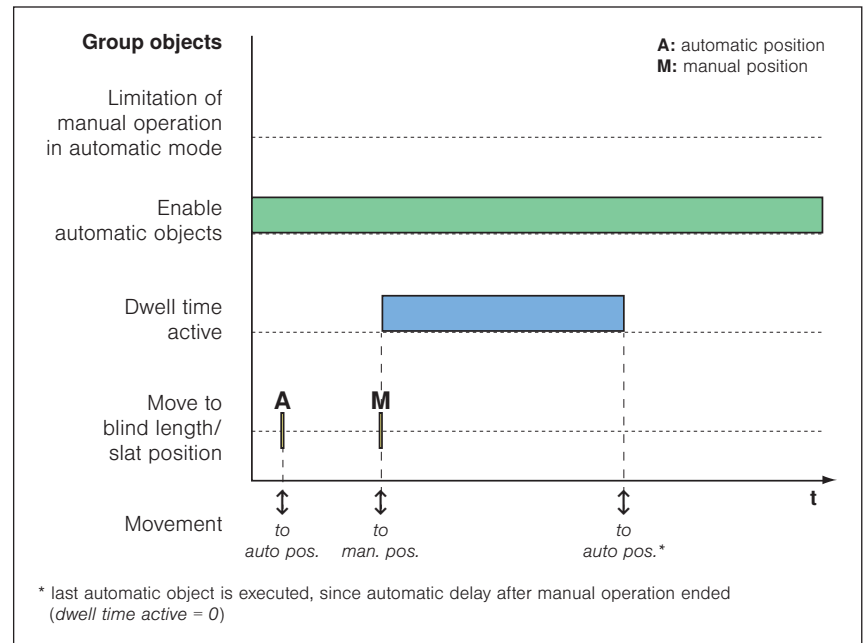 Group objects
A: automatic position
M: manual position
Limitation of
manual operation
in automatic mode
Enable
automatic objects
Dwell time
active
Move to
blind length/
slat position
A
M
t
Movement
to
auto pos.
to
man. pos.
to
auto pos.*
* last automatic object is executed, since automatic delay after manual operation ended
(dwell time active = 0)